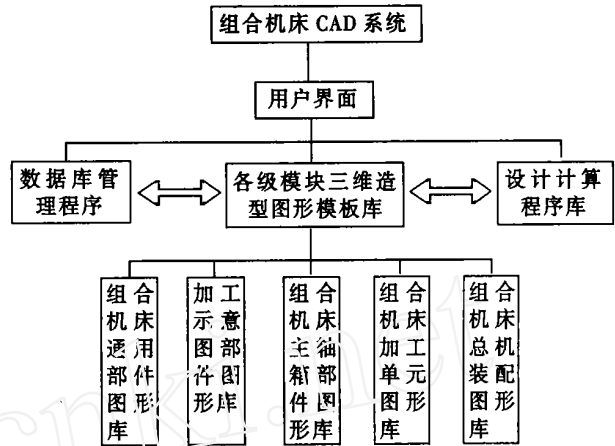 组合机床 CAD 系统
用户界面
数据库管
理程序
各级模块三维造
型图形模板库
设计计算
程序库
组合
机床
通用
部件
图形
库
加工
示意
图部
件图
形库
组合
机床
主轴
箱部
件图
形库
组合
机床
加工
单元
图形
库
组合
机床
总机
装配
图形
库
cnki.net